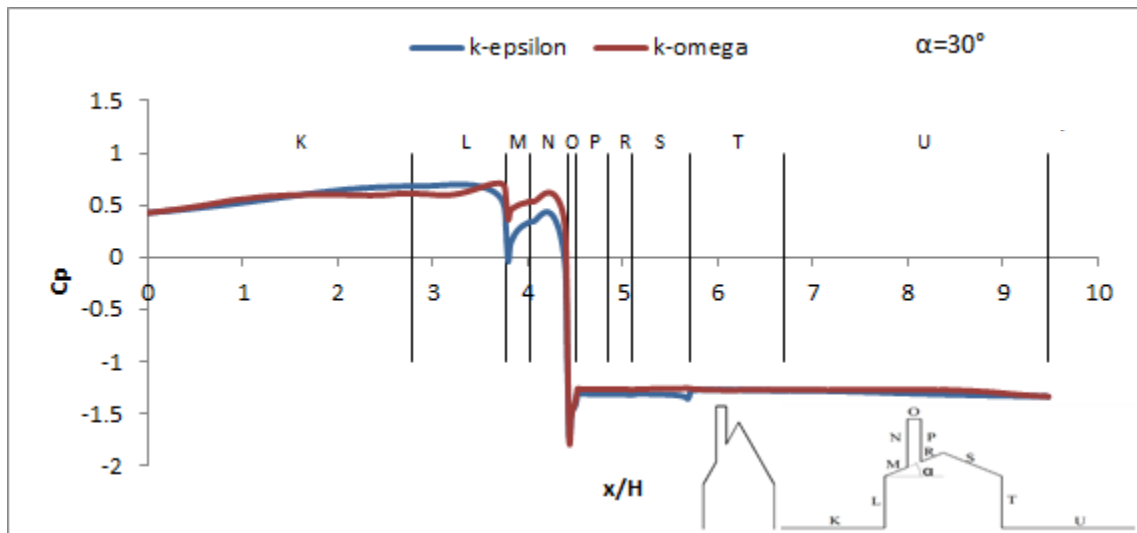 k-epsilon k-omega α=30°
1.5
K L M N O P R S T U
1
0.5
0
0 1 2 3 4 5 6 7 8 9 10
Cp
-0.5
-1
-1.5
-2
x/H
O
N P
M R S
α
L T
K U